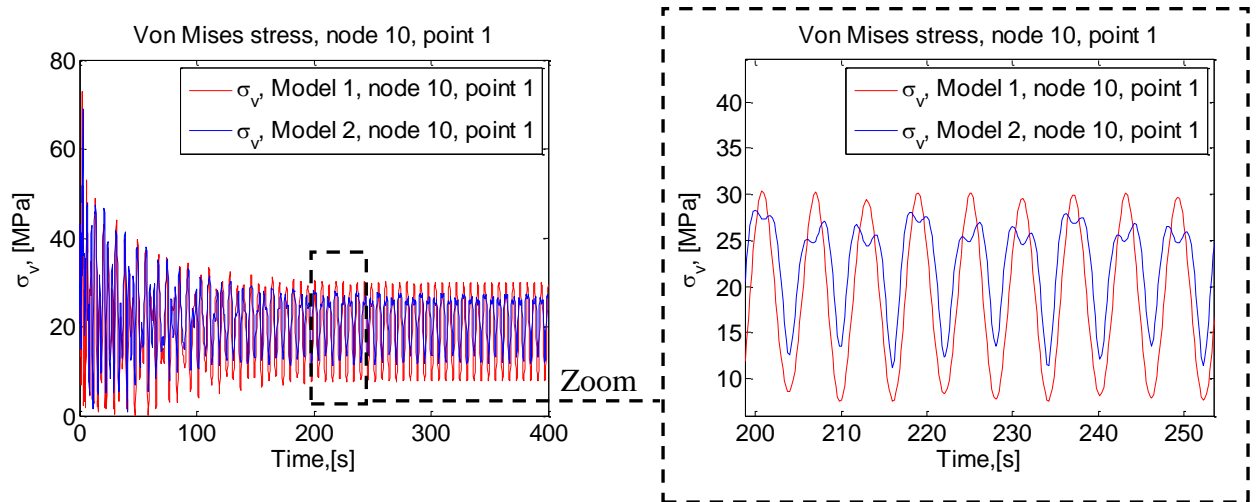 Von Mises stress, node 10, point 1
σv, Model 1, node 10, point 1
σv, Model 2, node 10, point 1
80
60
40
20
0
σv, [MPa]
0 100 200 300 400
Time,[s]
Zoom
Von Mises stress, node 10, point 1
σv, Model 1, node 10, point 1
σv, Model 2, node 10, point 1
40
35
30
25
20
15
10
σv, [MPa]
200 210 220 230 240 250
Time,[s]